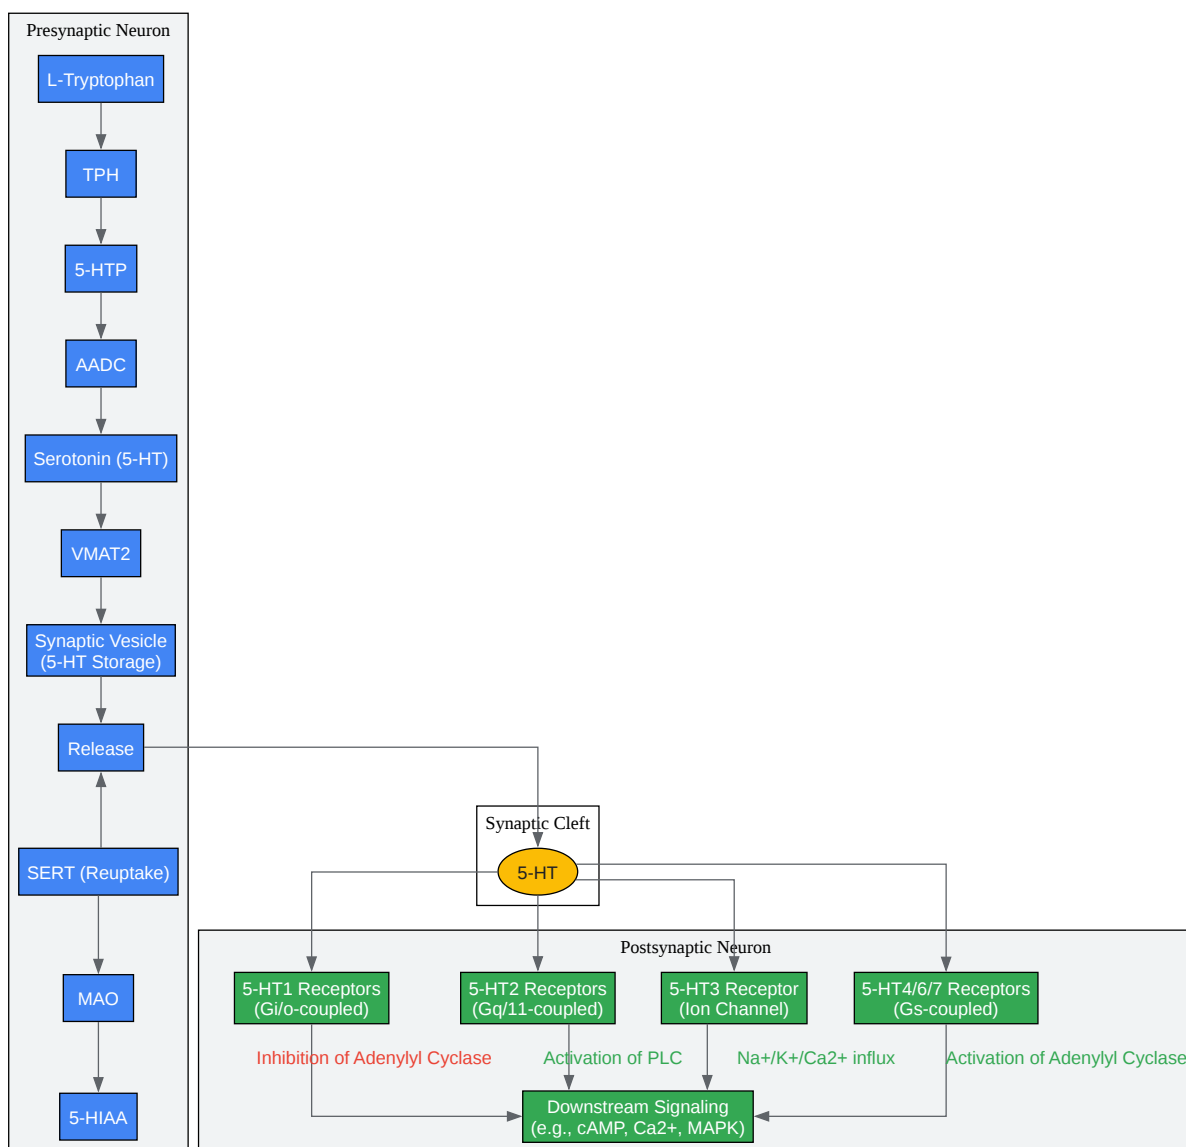 Presynaptic Neuron
L-Tryptophan
TPH
5-HTP
AADC
Serotonin (5-HT)
VMAT2
Synaptic Vesicle
(5-HT Storage)
Release
SERT (Reuptake)
MAO
5-HIAA
Synaptic Cleft
5-HT
Postsynaptic Neuron
5-HT1 Receptors
(Gi/o-coupled)
5-HT2 Receptors
(Gq/11-coupled)
5-HT3 Receptor
(Ion Channel)
5-HT4/6/7 Receptors
(Gs-coupled)
Inhibition of Adenylyl Cyclase
Activation of PLC
Na+/K+/Ca2+ influx
Activation of Adenylyl Cyclase
Downstream Signaling
(e.g., cAMP, Ca2+, MAPK)